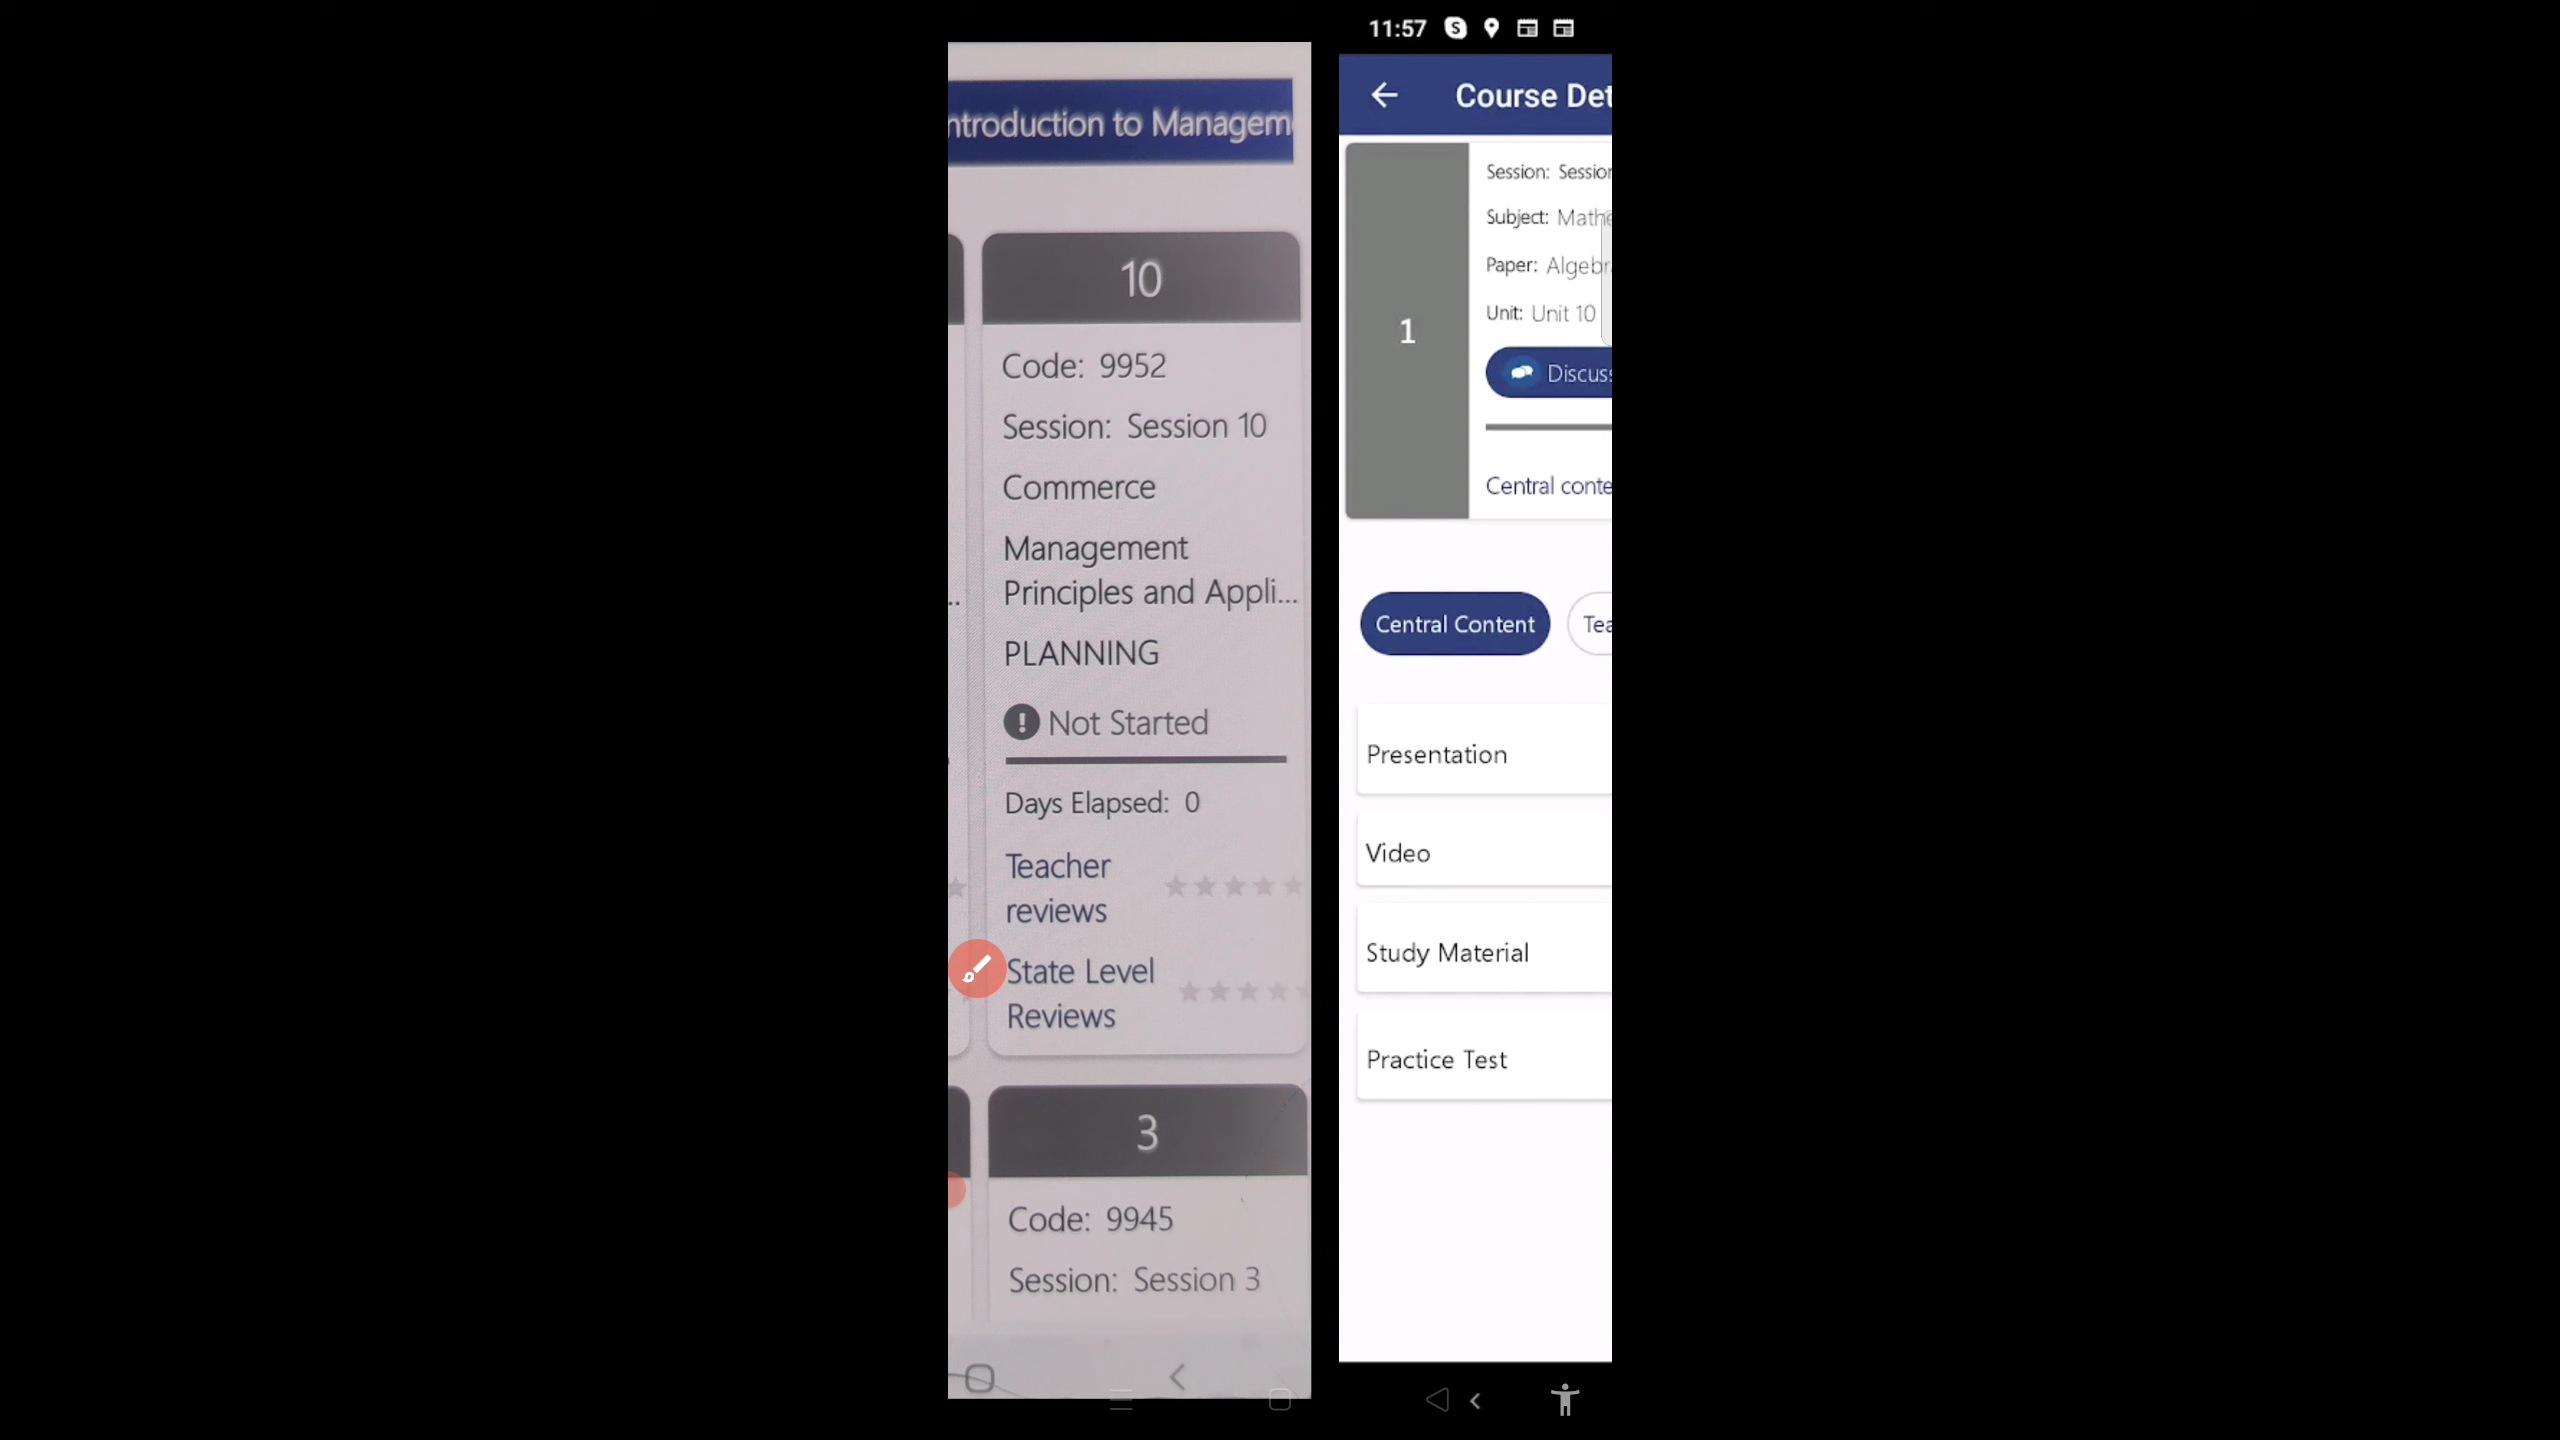 ntroduction to Managem
10
Code: 9952
Session: Session 10
Commerce
Management
Principles and Appli...
PLANNING
Not Started
Days Elapsed: 0
Teacher
reviews
State Level
Reviews
3
Code: 9945
Session: Session 3
11:57
Course Det
1
Session: Session
Subject: Mathe
Paper: Algebr
Unit: Unit 10
Discuss
Central conte
Central Content
Tea
Presentation
Video
Study Material
Practice Test